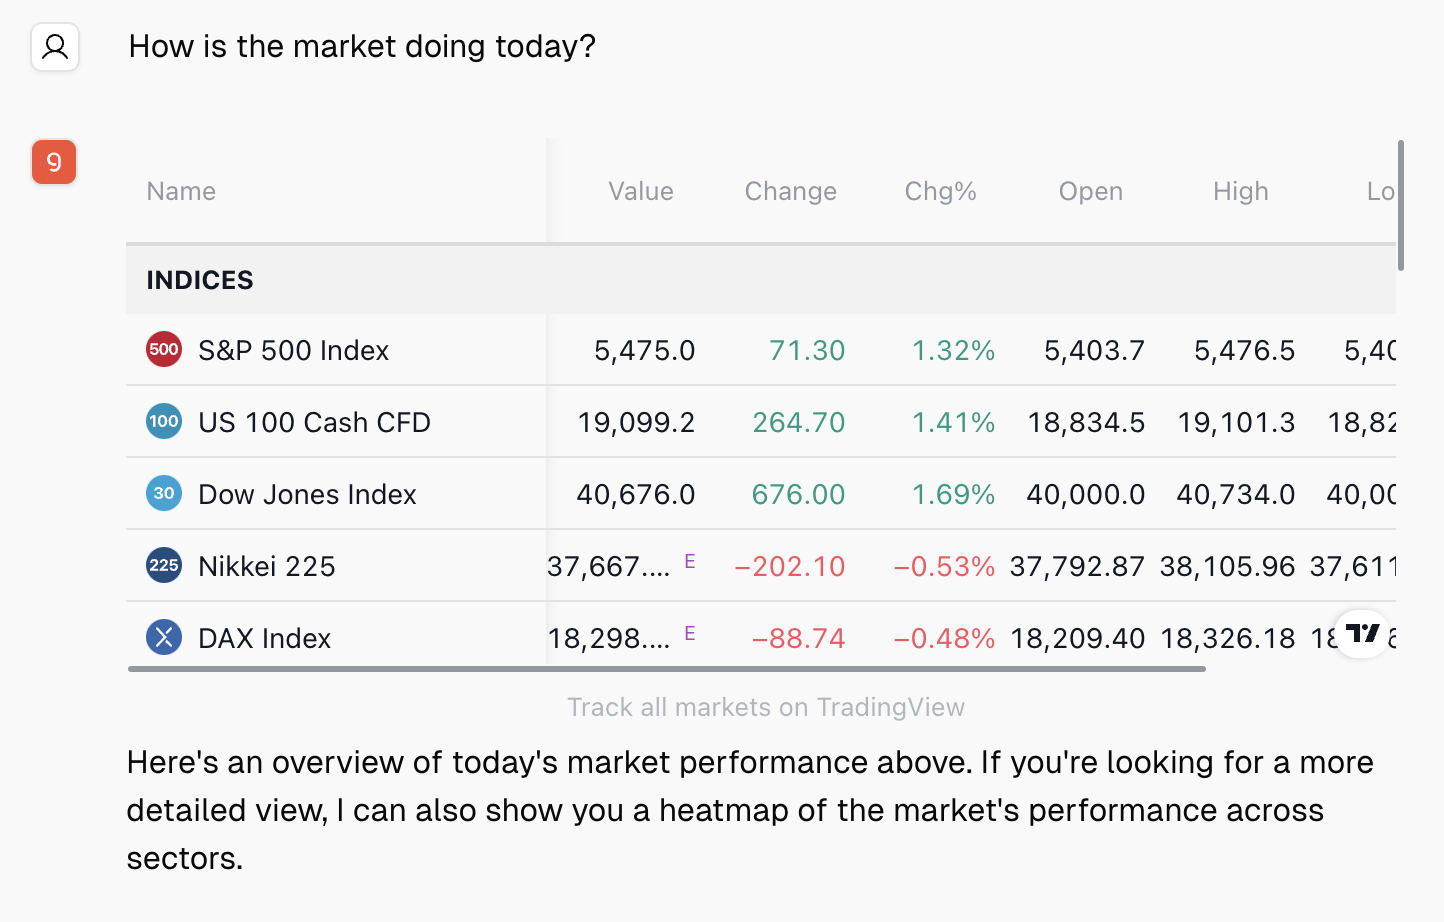 How is the market doing today?
9
Name Value Change Chg% Open High Lo
INDICES
500 S&P 500 Index 5,475.0 71.30 1.32% 5,403.7 5,476.5 5,40
100 US 100 Cash CFD 19,099.2 264.70 1.41% 18,834.5 19,101.3 18,82
30 Dow Jones Index 40,676.0 676.00 1.69% 40,000.0 40,734.0 40,00
225 Nikkei 225 37,667.... E −202.10 −0.53% 37,792.87 38,105.96 37,611
DAX Index 18,298.... E −88.74 −0.48% 18,209.40 18,326.18
Track all markets on TradingView
Here's an overview of today's market performance above. If you're looking for a more
detailed view, I can also show you a heatmap of the market's performance across
sectors.